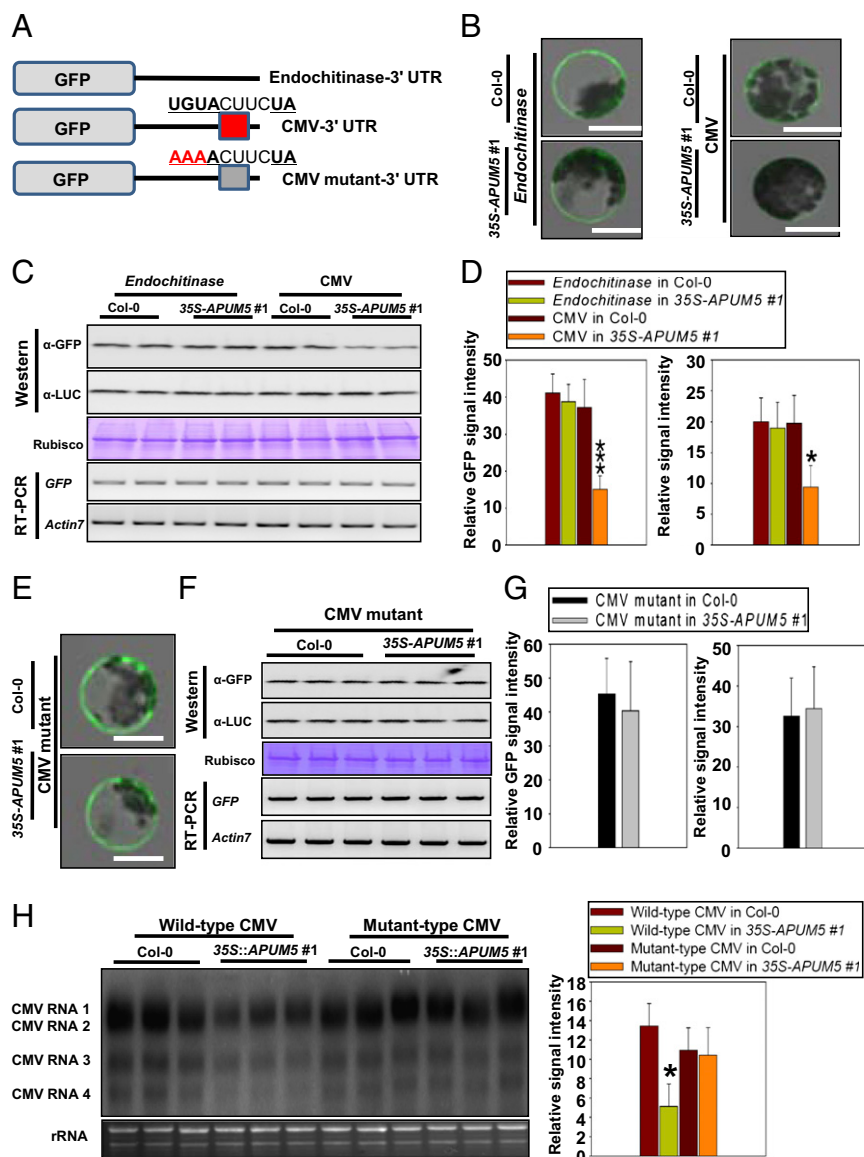 A
GFP
Endochitinase-3' UTR
UGUACUUCUA
GFP
CMV-3' UTR
AAAACUUCUA
GFP
CMV mutant-3' UTR
B
Col-0
35S-APUM5 #1
Endochitinase
Col-0
35S-APUM5 #1
CMV
C
Endochitinase
CMV
Col-0
35S-APUM5 #1
Col-0
35S-APUM5 #1
Western
α-GFP
α-LUC
Rubisco
RT-PCR
GFP
Actin7
D
Endochitinase in Col-0
Endochitinase in 35S-APUM5 #1
CMV in Col-0
CMV in 35S-APUM5 #1
Relative GFP signal intensity
50
40
30
20
10
0
***
Relative signal intensity
30
25
20
15
10
5
0
*
E
Col-0
35S-APUM5 #1
CMV mutant
F
CMV mutant
Col-0
35S-APUM5 #1
Western
α-GFP
α-LUC
Rubisco
RT-PCR
GFP
Actin7
G
CMV mutant in Col-0
CMV mutant in 35S-APUM5 #1
Relative GFP signal intensity
60
50
40
30
20
10
0
Relative signal intensity
50
40
30
20
10
0
H
Wild-type CMV
Mutant-type CMV
Col-0
35S::APUM5 #1
Col-0
35S::APUM5 #1
CMV RNA 1
CMV RNA 2
CMV RNA 3
CMV RNA 4
rRNA
Wild-type CMV in Col-0
Wild-type CMV in 35S-APUM5 #1
Mutant-type CMV in Col-0
Mutant-type CMV in 35S-APUM5 #1
Relative signal intensity
18
16
14
12
10
8
6
4
2
0
*